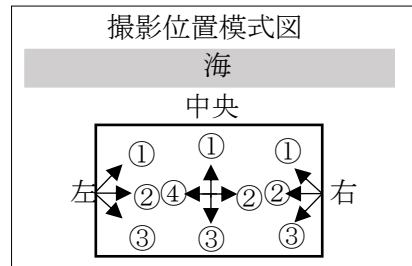 撮影位置模式図
海
中央
① ① ①
左 ② ④ ② ② 右
③ ③ ③